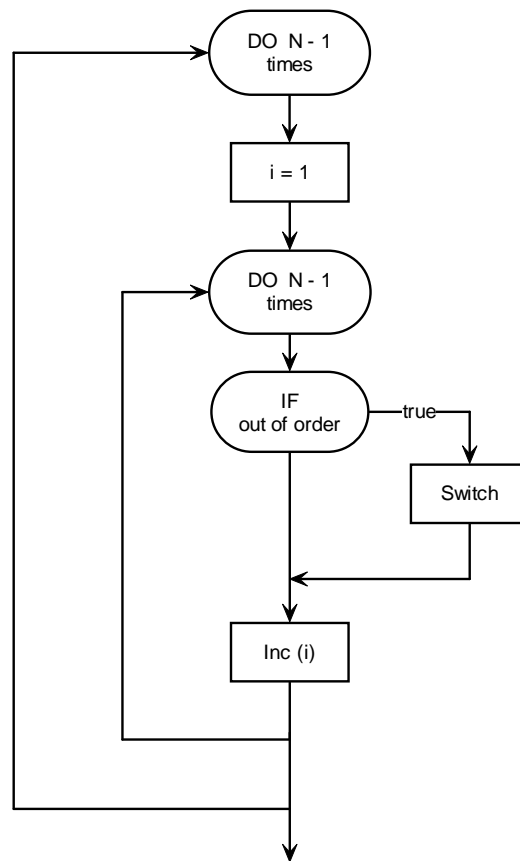 DO N - 1
times
i = 1
DO N - 1
times
IF
out of order
true
Switch
Inc (i)